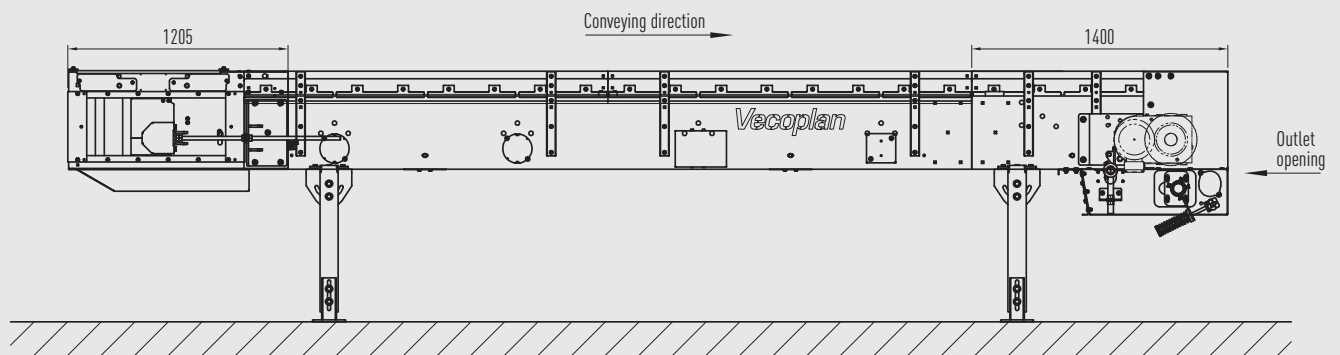 Conveying direction
1205
1400
Vecoplan
Outlet
opening